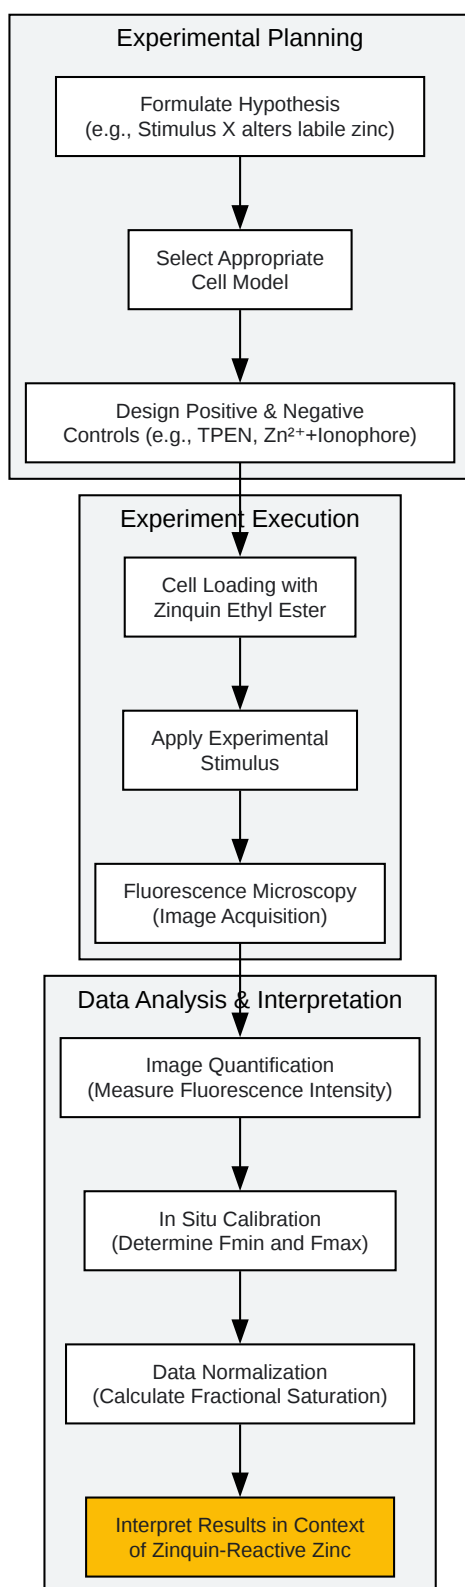 Experimental Planning
Formulate Hypothesis
(e.g., Stimulus X alters labile zinc)
Select Appropriate
Cell Model
Design Positive & Negative
Controls (e.g., TPEN, Zn²⁺+Ionophore)
Experiment Execution
Cell Loading with
Zinquin Ethyl Ester
Apply Experimental
Stimulus
Fluorescence Microscopy
(Image Acquisition)
Data Analysis & Interpretation
Image Quantification
(Measure Fluorescence Intensity)
In Situ Calibration
(Determine Fmin and Fmax)
Data Normalization
(Calculate Fractional Saturation)
Interpret Results in Context
of Zinquin-Reactive Zinc